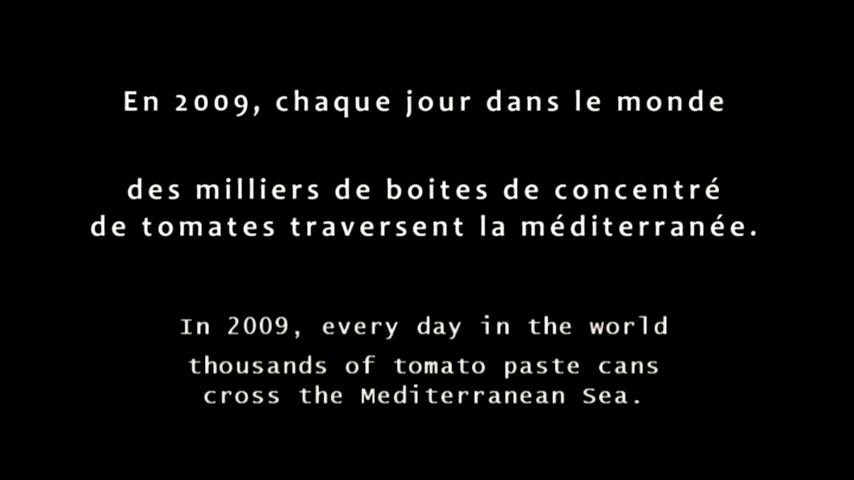 En 2009, chaque jour dans le monde
des milliers de boites de concentré
de tomates traversent la méditerranée.
In 2009, every day in the world
thousands of tomato paste cans
cross the Mediterranean Sea.